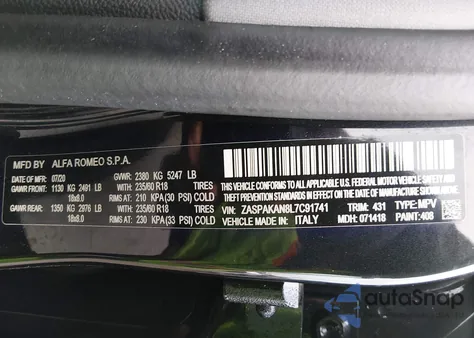 MFD BY ALFA ROMEO S.P.A.
DATE OF MFT 07/20 GVWR: 2380 KG 5247 LB
GAWR FRONT: 1130 KG 2491 LB WITH: 235/60 R18 TIRES
18x8.0 RIMS AT: 210 KPA (30 PSI) COLD
GAWR REAR: 1350 KG 2976 LB WITH: 235/60 R18 TIRES
18x8.0 RIMS AT: 230 KPA (33 PSI) COLD
THIS VEHICLE CONFORMS TO ALL APPLICABLE FEDERAL MOTOR
VEHICLE SAFETY, BUMPER AND THEFT PREVENTION
STANDARDS IN EFFECT ON THE DATE OF MANUFACTURE SHOWN ABOVE.
VIN: ZASPAKAN8LC91741 TYPE: MPV
VEHICLE MADE IN: ITALY TRIM: 431
MDH: 071418 PAINT: 408
autoSnap